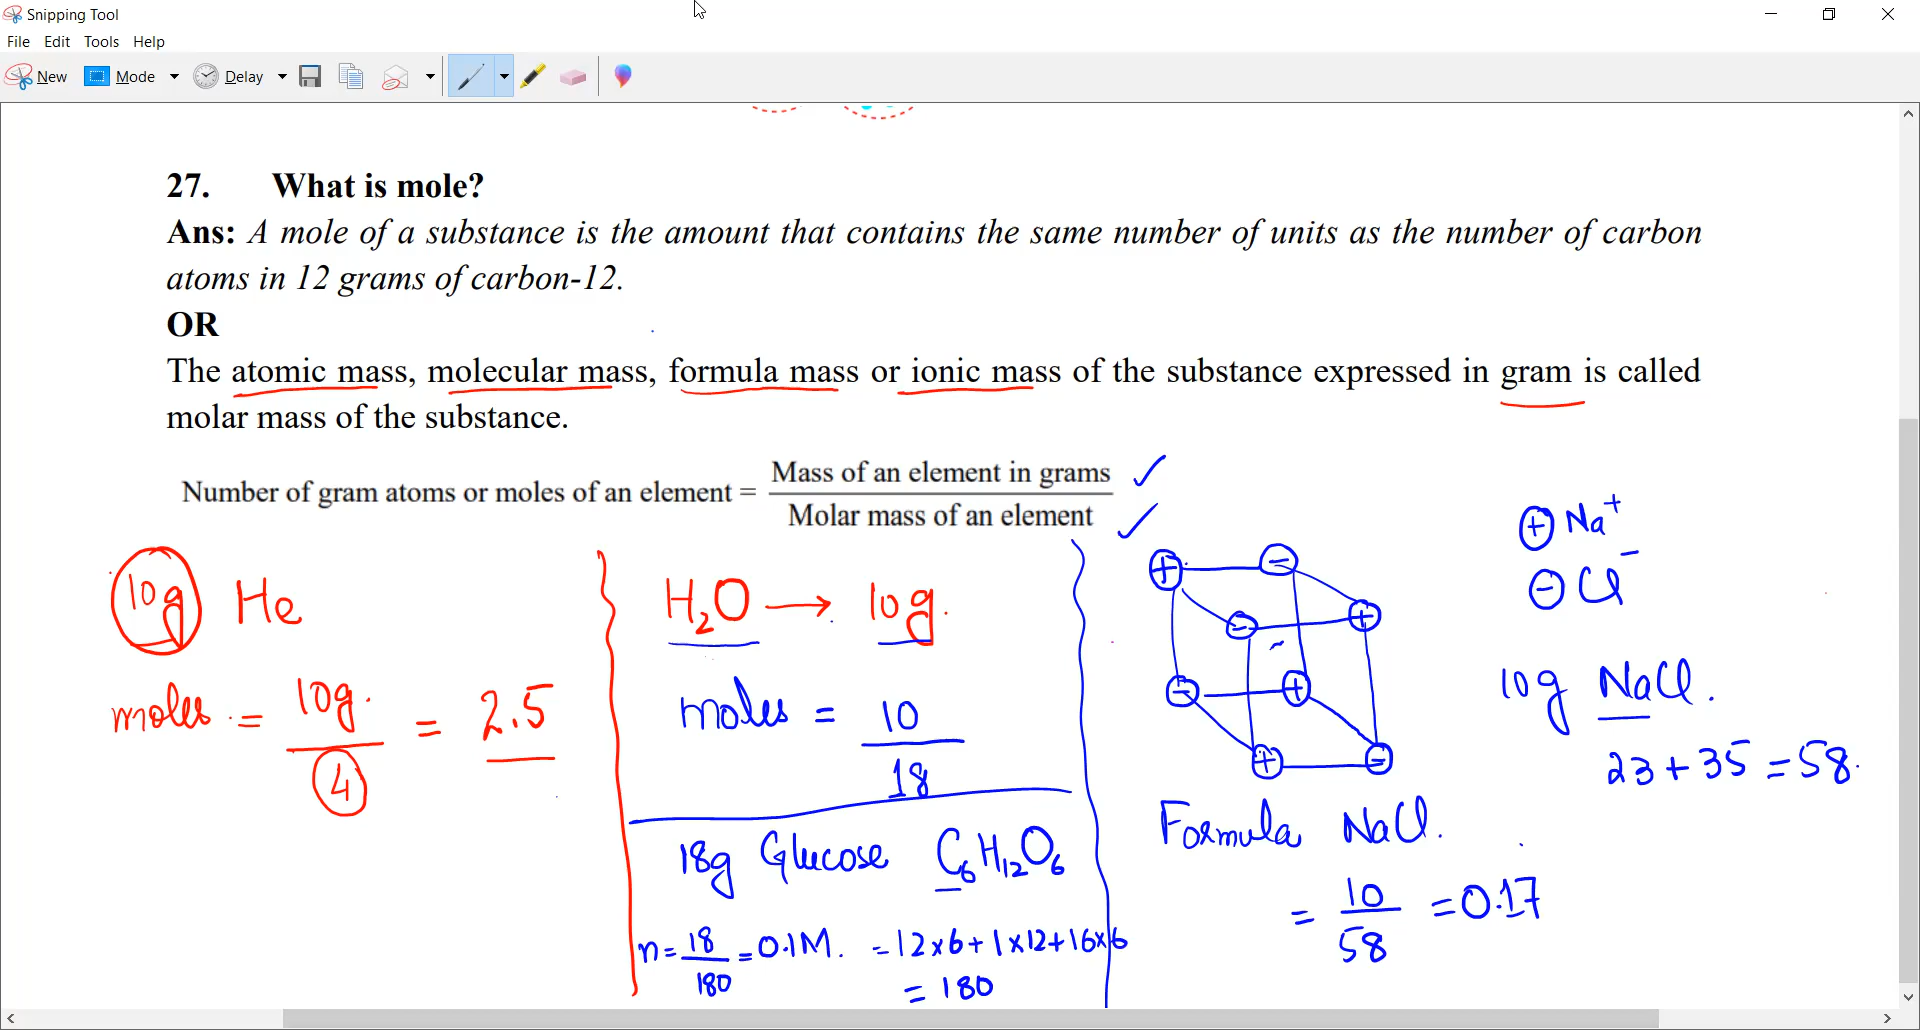 Snipping Tool
File Edit Tools Help
New Mode Delay
27. What is mole?
Ans: A mole of a substance is the amount that contains the same number of units as the number of carbon
atoms in 12 grams of carbon-12.
OR
The atomic mass, molecular mass, formula mass or ionic mass of the substance expressed in gram is called
molar mass of the substance.
Number of gram atoms or moles of an element = Mass of an element in grams
Molar mass of an element
10g He
moles = 10g. = 2.5
4
H₂O → 10g.
moles = 10
18
18g Glucose C₆H₁₂O₆
n = 18 = 0.1M. = 12×6+1×12+16×6
180
= 180
+ - - + - + + -
+ Na⁺
- Cl⁻
10g NaCl.
23+35=58.
Formula NaCl.
= 10 = 0.17
58